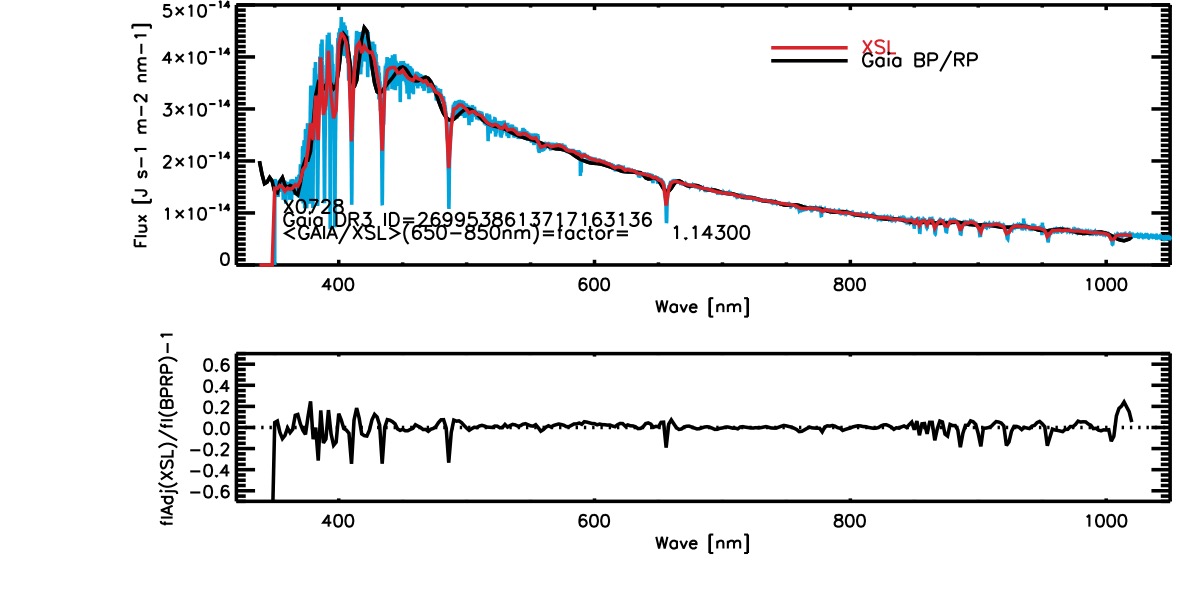 5×10−14
4×10−14
3×10−14
2×10−14
1×10−14
0
Flux [J s−1 m−2 nm−1]
XSL
Gaia BP/RP
X0728
Gaia DR3 ID=2699538613717163136
<GAIA/XSL>(650−850nm)=factor= 1.14300
400 600 800 1000
Wave [nm]
0.6
0.4
0.2
0.0
−0.2
−0.4
−0.6
flAdj(XSL)/fl(BPRP)−1
400 600 800 1000
Wave [nm]